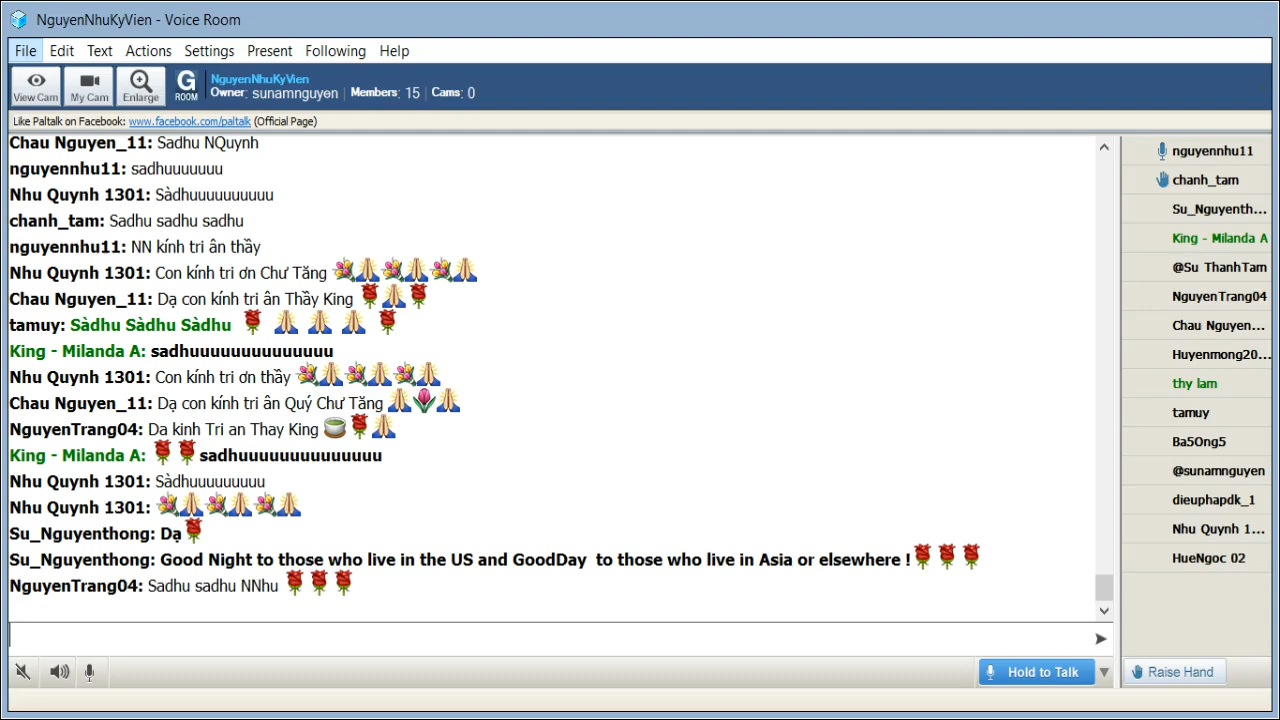 NguyenNhuKyVien - Voice Room
File Edit Text Actions Settings Present Following Help
View Cam My Cam Enlarge G ROOM
NguyenNhuKyVien
Owner: sunamnguyen Members: 15 Cams: 0
Like Paltalk on Facebook: www.facebook.com/paltalk (Official Page)
Chau Nguyen_11: Sadhu NQuynh
nguyennhu11: sadhuuuuuuu
Nhu Quynh 1301: Sàdhuuuuuuuuuu
chanh_tam: Sadhu sadhu sadhu
nguyennhu11: NN kính tri ân thầy
Nhu Quynh 1301: Con kính tri ơn Chư Tăng 💐🙏💐🙏💐🙏
Chau Nguyen_11: Dạ con kính tri ân Thầy King 🌹🙏🌹
tamuy: Sàdhu Sàdhu Sàdhu 🌹 🙏 🙏 🙏 🌹
King - Milanda A: sadhuuuuuuuuuuuuuu
Nhu Quynh 1301: Con kính tri ơn thầy 💐🙏💐🙏💐🙏
Chau Nguyen_11: Dạ con kính tri ân Quý Chư Tăng 🙏🌷🙏
NguyenTrang04: Da kinh Tri an Thay King 🍵🌹🙏
King - Milanda A: 🌹🌹sadhuuuuuuuuuuuuuu
Nhu Quynh 1301: Sàdhuuuuuuuuu
Nhu Quynh 1301: 💐🙏💐🙏💐🙏
Su_Nguyenthong: Dạ🌹
Su_Nguyenthong: Good Night to those who live in the US and GoodDay to those who live in Asia or elsewhere !🌹🌹🌹
NguyenTrang04: Sadhu sadhu NNhu 🌹🌹🌹
nguyennhu11
chanh_tam
Su_Nguyenth...
King - Milanda A
@Su ThanhTam
NguyenTrang04
Chau Nguyen...
Huyenmong20...
thy lam
tamuy
Ba5Ong5
@sunamnguyen
dieuphapdk_1
Nhu Quynh 1...
HueNgoc 02
Hold to Talk
Raise Hand